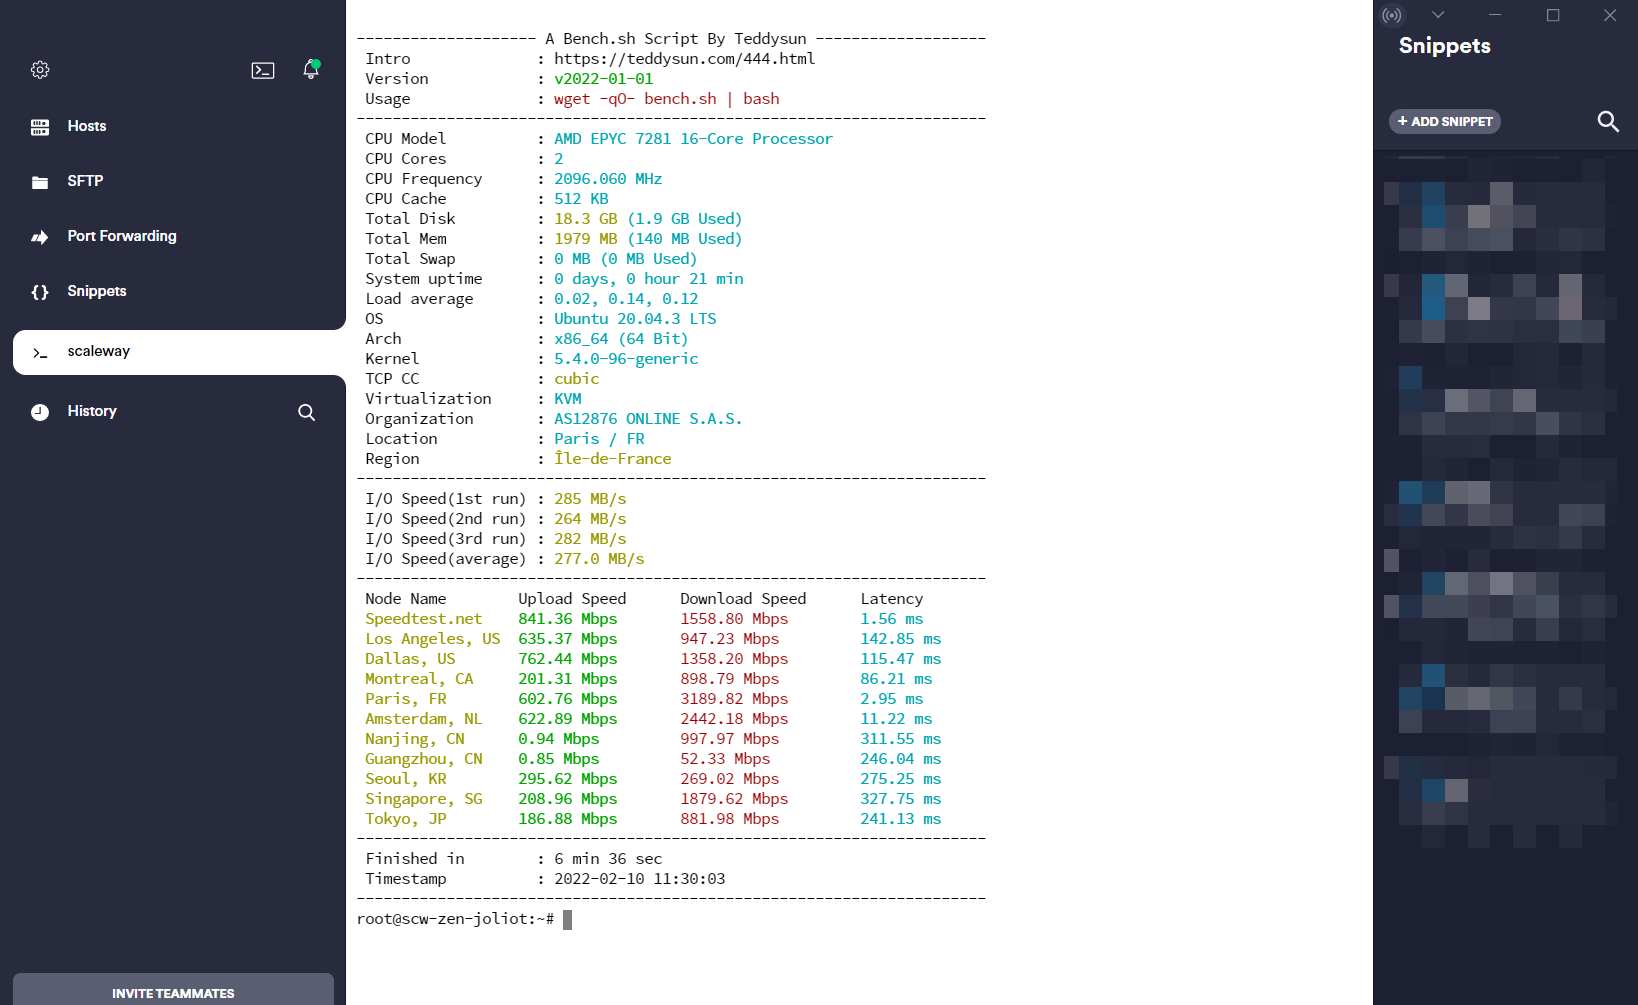 Hosts
SFTP
Port Forwarding
Snippets
scaleway
History
INVITE TEAMMATES
-------------------- A Bench.sh Script By Teddysun -------------------
Intro : https://teddysun.com/444.html
Version : v2022-01-01
Usage : wget -qO- bench.sh | bash
----------------------------------------------------------------------
CPU Model : AMD EPYC 7281 16-Core Processor
CPU Cores : 2
CPU Frequency : 2096.060 MHz
CPU Cache : 512 KB
Total Disk : 18.3 GB (1.9 GB Used)
Total Mem : 1979 MB (140 MB Used)
Total Swap : 0 MB (0 MB Used)
System uptime : 0 days, 0 hour 21 min
Load average : 0.02, 0.14, 0.12
OS : Ubuntu 20.04.3 LTS
Arch : x86_64 (64 Bit)
Kernel : 5.4.0-96-generic
TCP CC : cubic
Virtualization : KVM
Organization : AS12876 ONLINE S.A.S.
Location : Paris / FR
Region : Île-de-France
----------------------------------------------------------------------
I/O Speed(1st run) : 285 MB/s
I/O Speed(2nd run) : 264 MB/s
I/O Speed(3rd run) : 282 MB/s
I/O Speed(average) : 277.0 MB/s
----------------------------------------------------------------------
Node Name Upload Speed Download Speed Latency
Speedtest.net 841.36 Mbps 1558.80 Mbps 1.56 ms
Los Angeles, US 635.37 Mbps 947.23 Mbps 142.85 ms
Dallas, US 762.44 Mbps 1358.20 Mbps 115.47 ms
Montreal, CA 201.31 Mbps 898.79 Mbps 86.21 ms
Paris, FR 602.76 Mbps 3189.82 Mbps 2.95 ms
Amsterdam, NL 622.89 Mbps 2442.18 Mbps 11.22 ms
Nanjing, CN 0.94 Mbps 997.97 Mbps 311.55 ms
Guangzhou, CN 0.85 Mbps 52.33 Mbps 246.04 ms
Seoul, KR 295.62 Mbps 269.02 Mbps 275.25 ms
Singapore, SG 208.96 Mbps 1879.62 Mbps 327.75 ms
Tokyo, JP 186.88 Mbps 881.98 Mbps 241.13 ms
----------------------------------------------------------------------
Finished in : 6 min 36 sec
Timestamp : 2022-02-10 11:30:03
----------------------------------------------------------------------
root@scw-zen-joliot:~#
Snippets
+ ADD SNIPPET